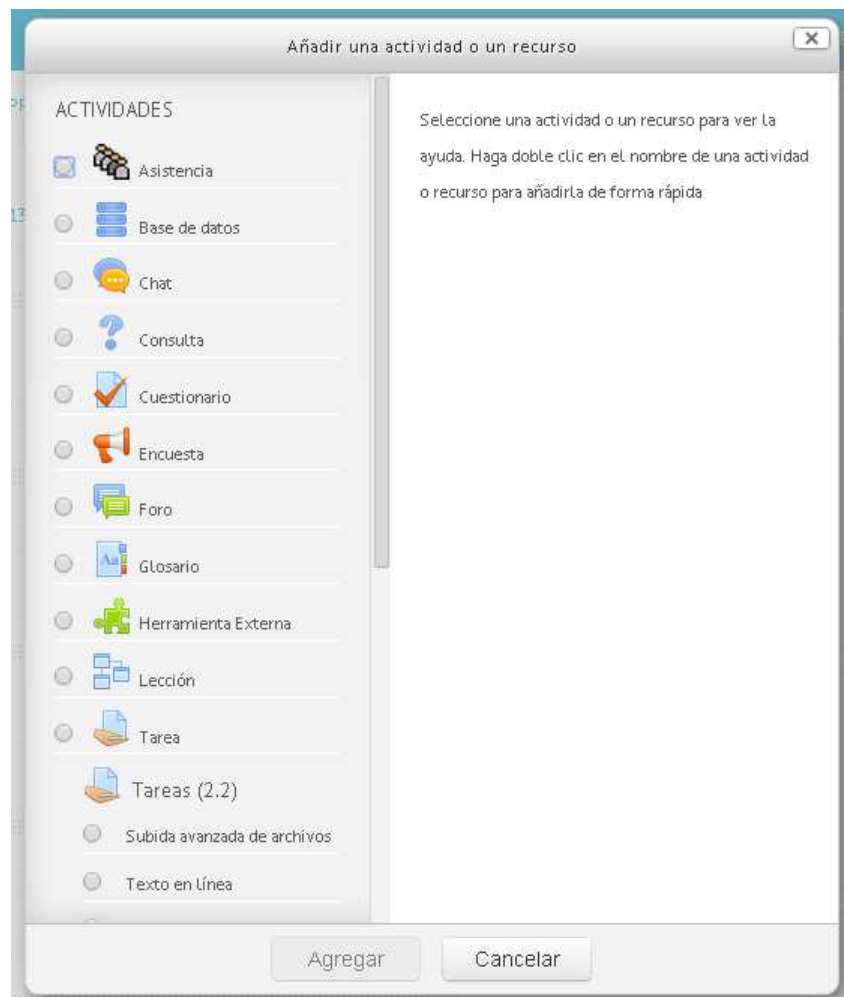 Añadir una actividad o un recurso
ACTIVIDADES
Asistencia
Base de datos
Chat
Consulta
Cuestionario
Encuesta
Foro
Glosario
Herramienta Externa
Lección
Tarea
Tareas (2.2)
Subida avanzada de archivos
Texto en línea
Seleccione una actividad o un recurso para ver la
ayuda. Haga doble clic en el nombre de una actividad
o recurso para añadirla de forma rápida
Agregar
Cancelar